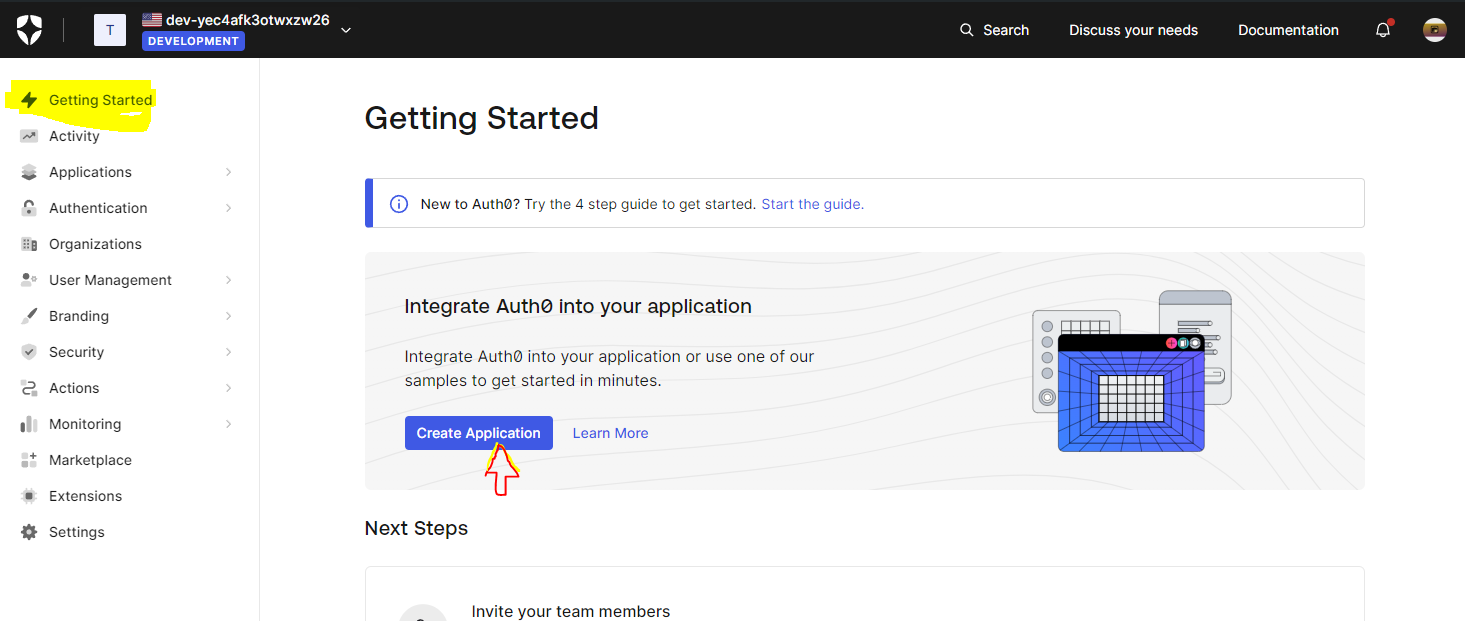 T
dev-yec4afk3otwxzw26
DEVELOPMENT
Search
Discuss your needs
Documentation
Getting Started
Activity
Applications
Authentication
Organizations
User Management
Branding
Security
Actions
Monitoring
Marketplace
Extensions
Settings
Getting Started
New to Auth0? Try the 4 step guide to get started. Start the guide.
Integrate Auth0 into your application
Integrate Auth0 into your application or use one of our
samples to get started in minutes.
Create Application
Learn More
Next Steps
Invite your team members